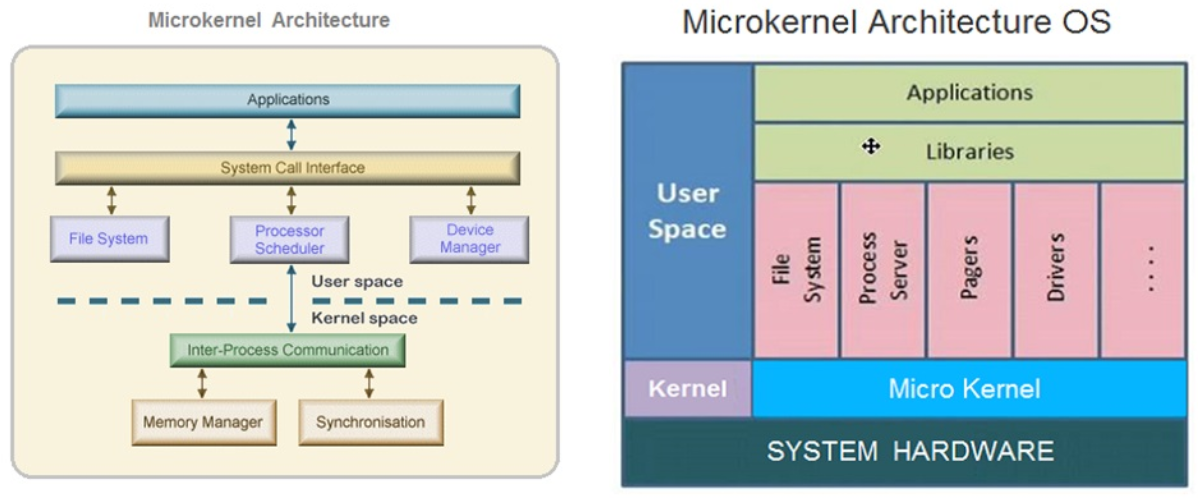 Microkernel Architecture
Applications
System Call Interface
File System
Processor
Scheduler
Device
Manager
User space
Kernel space
Inter-Process Communication
Memory Manager
Synchronisation
Microkernel Architecture OS
User
Space
Applications
Libraries
File
System
Process
Server
Pagers
Drivers
. . . .
Kernel
Micro Kernel
SYSTEM HARDWARE